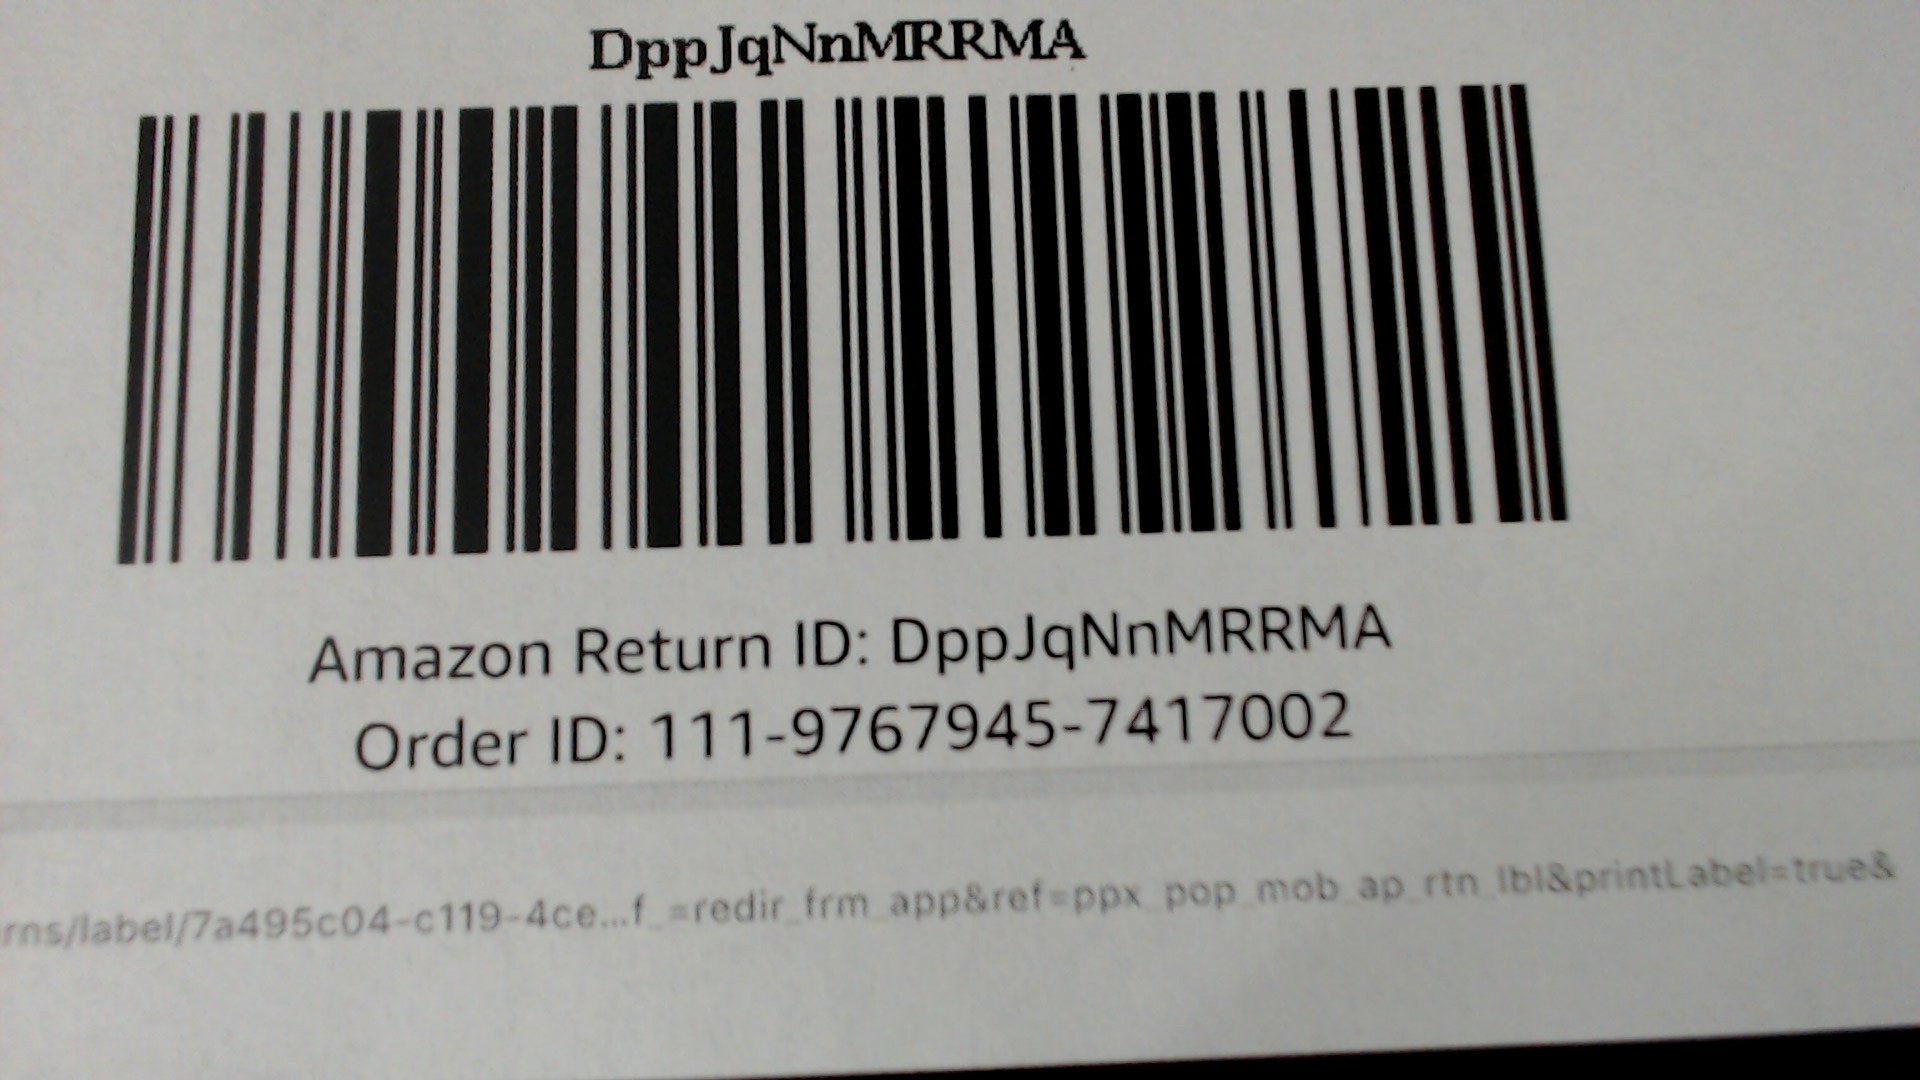 DppJqNnMRRMA
Amazon Return ID: DppJqNnMRRMA
Order ID: 111-9767945-7417002
rns/label/7a495c04-c119-4ce...f_=redir_frm_app&ref=ppx_pop_mob_ap_rtn_lbl&printLabel=true&